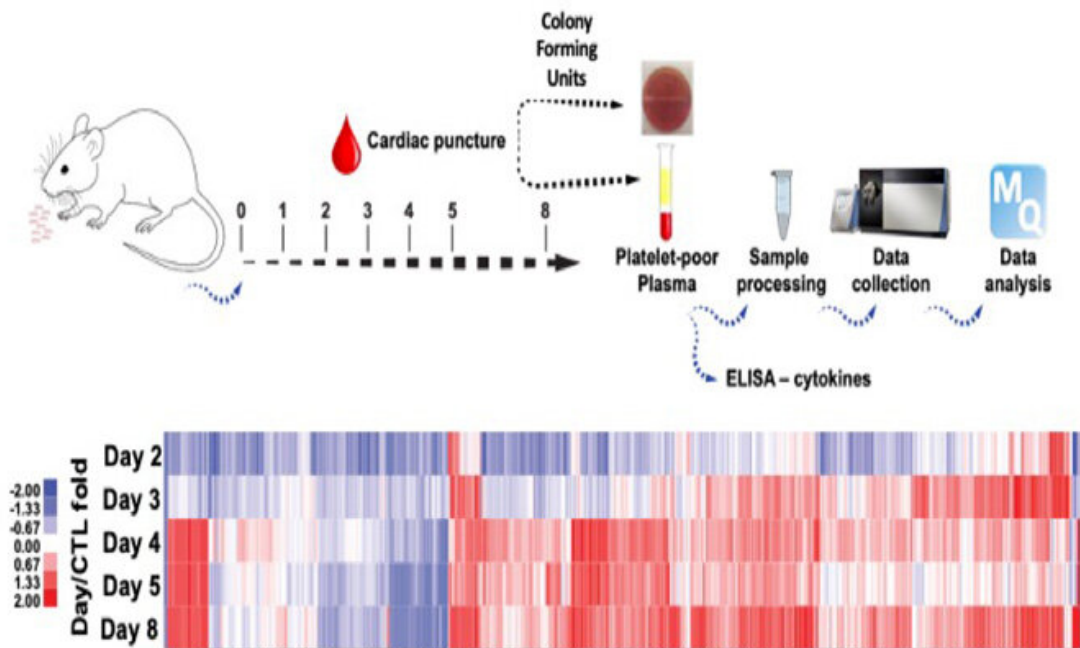 Colony
Forming
Units
Cardiac puncture
0 1 2 3 4 5 8
Platelet-poor
Plasma
Sample
processing
Data
collection
MQ
Data
analysis
ELISA – cytokines
Day/CTL fold
-2.00
-1.33
-0.67
0.00
0.67
1.33
2.00
Day 2
Day 3
Day 4
Day 5
Day 8